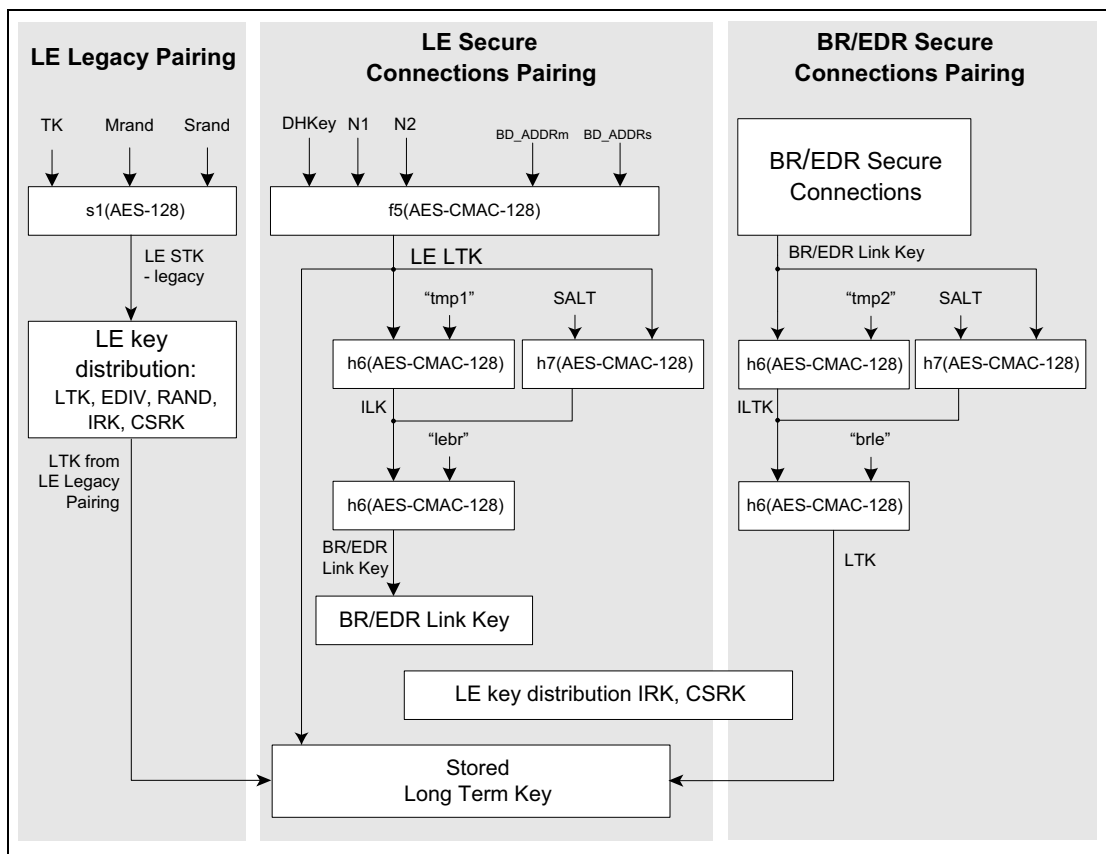 LE Legacy Pairing
TK
Mrand
Srand
s1(AES-128)
LE STK
- legacy
LE key
distribution:
LTK, EDIV, RAND,
IRK, CSRK
LTK from
LE Legacy
Pairing
LE Secure
Connections Pairing
DHKey
N1
N2
BD_ADDRm
BD_ADDRs
f5(AES-CMAC-128)
LE LTK
“tmp1”
SALT
h6(AES-CMAC-128)
h7(AES-CMAC-128)
ILK
“lebr”
h6(AES-CMAC-128)
BR/EDR
Link Key
BR/EDR Link Key
BR/EDR Secure
Connections Pairing
BR/EDR Secure
Connections
BR/EDR Link Key
“tmp2”
SALT
h6(AES-CMAC-128)
h7(AES-CMAC-128)
ILTK
“brle”
h6(AES-CMAC-128)
LTK
LE key distribution IRK, CSRK
Stored
Long Term Key